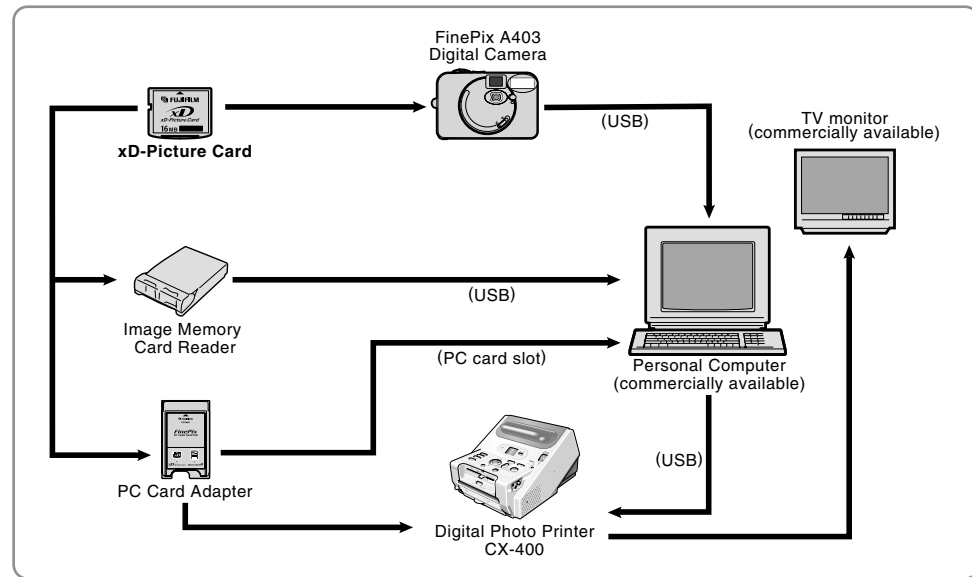 FinePix A403
Digital Camera
FUJIFILM
xD
xD-Picture Card
16MB
xD-Picture Card
(USB)
TV monitor
(commercially available)
(USB)
Image Memory
Card Reader
(PC card slot)
Personal Computer
(commercially available)
FinePix
PC Card Adapter
(USB)
Digital Photo Printer
CX-400